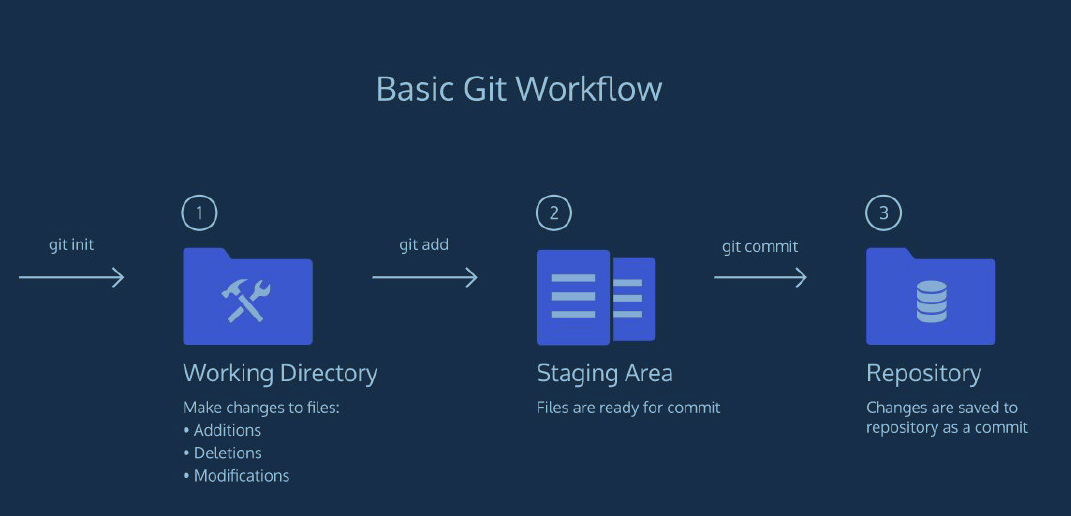 Basic Git Workflow
git init
1
git add
2
git commit
3
Working Directory
Make changes to files:
• Additions
• Deletions
• Modifications
Staging Area
Files are ready for commit
Repository
Changes are saved to
repository as a commit